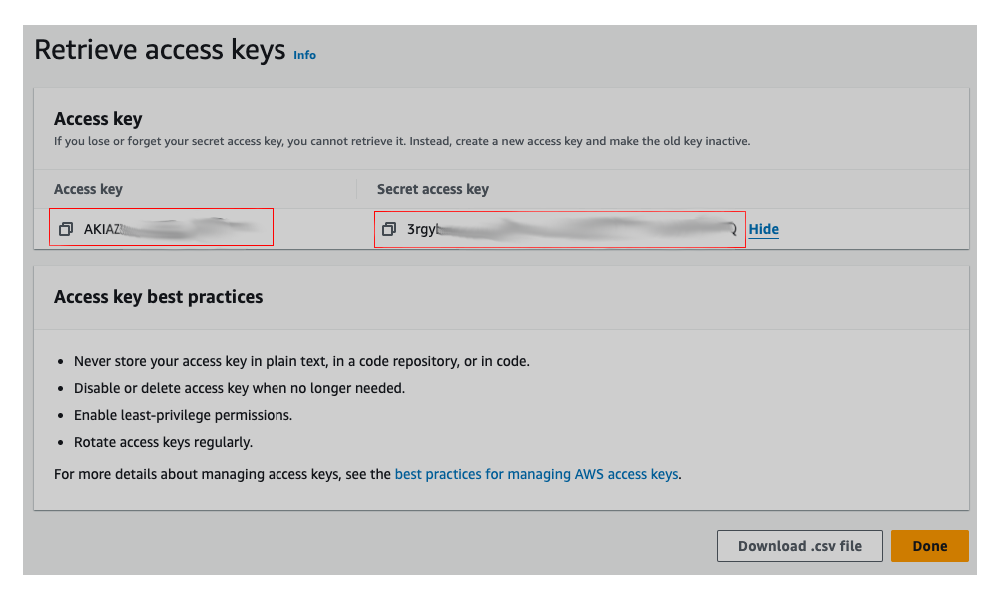 Retrieve access keys Info
Access key
If you lose or forget your secret access key, you cannot retrieve it. Instead, create a new access key and make the old key inactive.
Access key Secret access key
Hide
Access key best practices
Never store your access key in plain text, in a code repository, or in code.
Disable or delete access key when no longer needed.
Enable least-privilege permissions.
Rotate access keys regularly.
For more details about managing access keys, see the best practices for managing AWS access keys.
Download .csv file Done